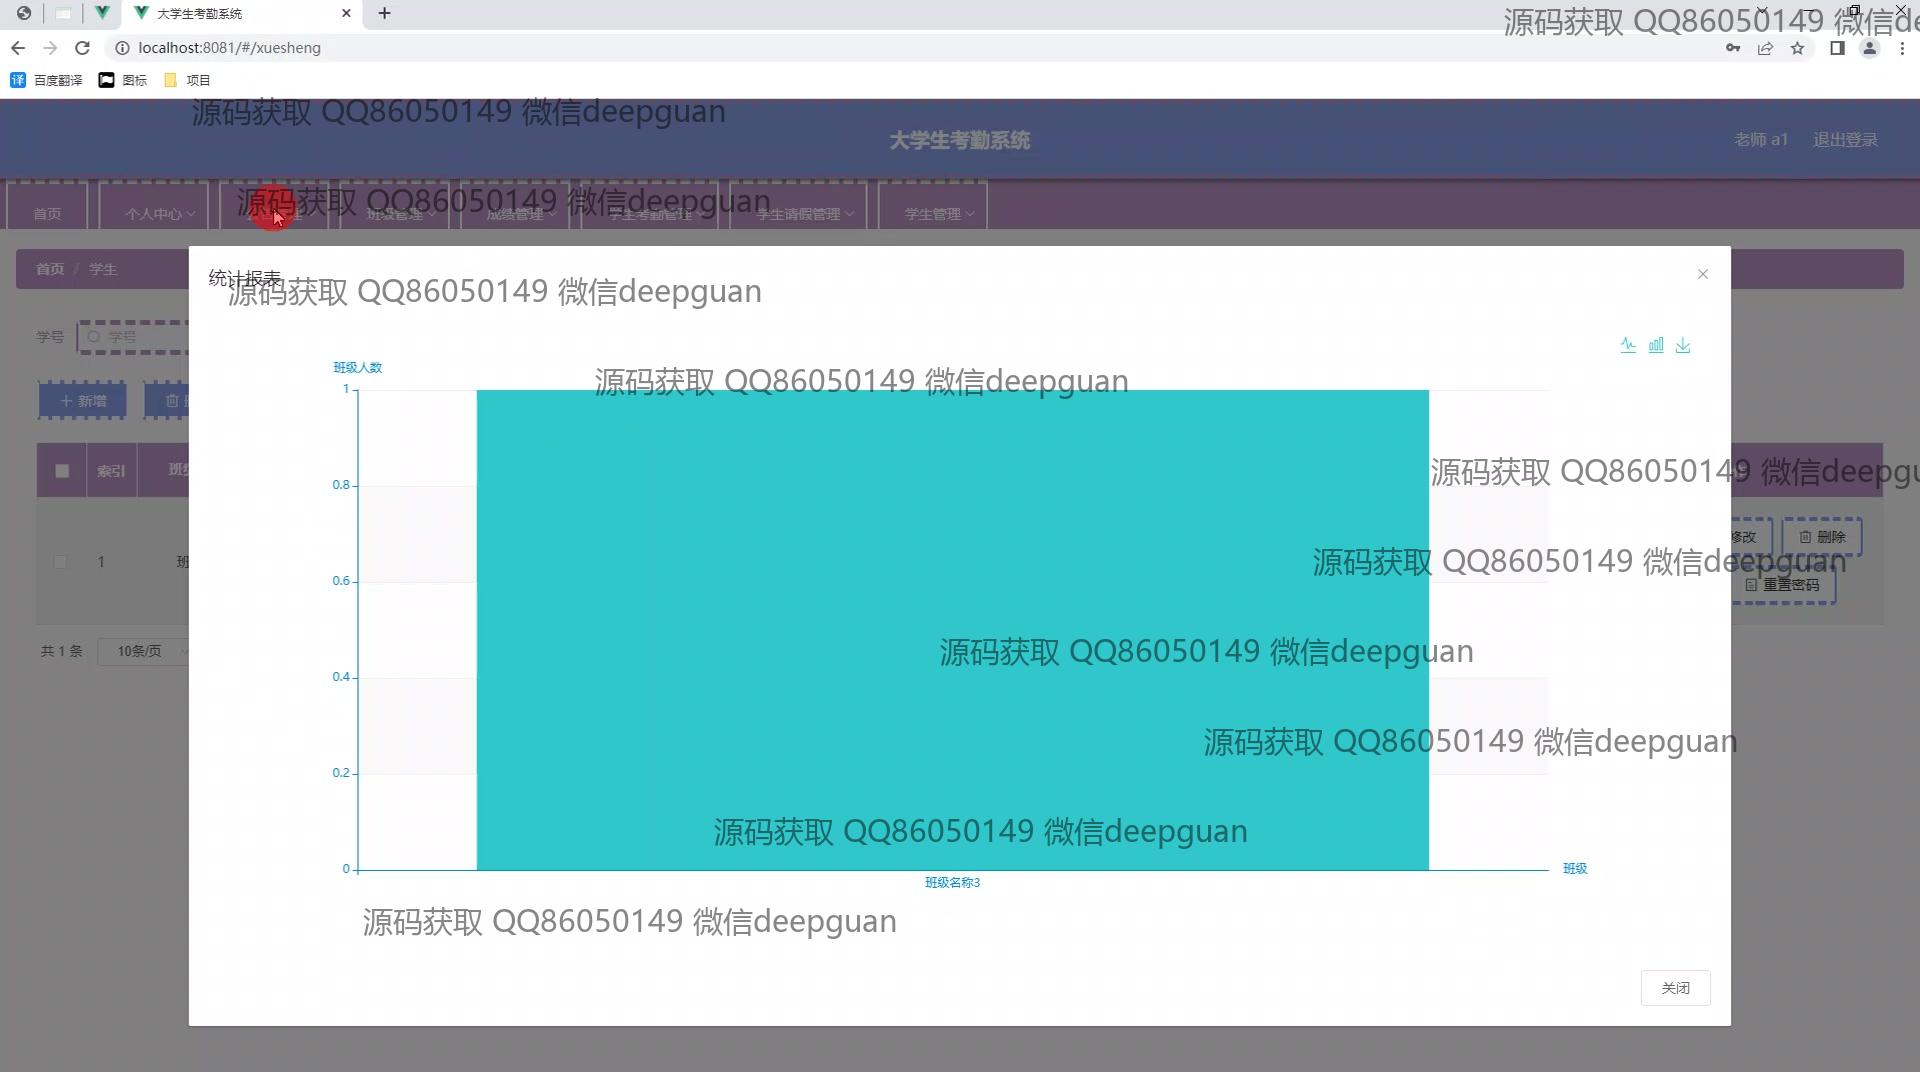 大学生考勤系统
源码获取 QQ86050149 微信de
localhost:8081/#/xuesheng
百度翻译 图标 项目
源码获取 QQ86050149 微信deepguan
大学生考勤系统
老师 a1 退出登录
源码获取 QQ86050149 微信deepguan
首页 个人中心 班级管理 成绩管理 学生考勤管理 学生请假管理 学生管理
首页 / 学生
统计报表
源码获取 QQ86050149 微信deepguan
学号 学号
班级人数
源码获取 QQ86050149 微信deepguan
1
新增
索引
源码获取 QQ86050149 微信deepgu
0.8
修改 删除
1
源码获取 QQ86050149 微信deepguan
0.6
重置密码
共 1 条 10条/页
源码获取 QQ86050149 微信deepguan
0.4
源码获取 QQ86050149 微信deepguan
0.2
源码获取 QQ86050149 微信deepguan
0
班级
班级名称3
源码获取 QQ86050149 微信deepguan
关闭